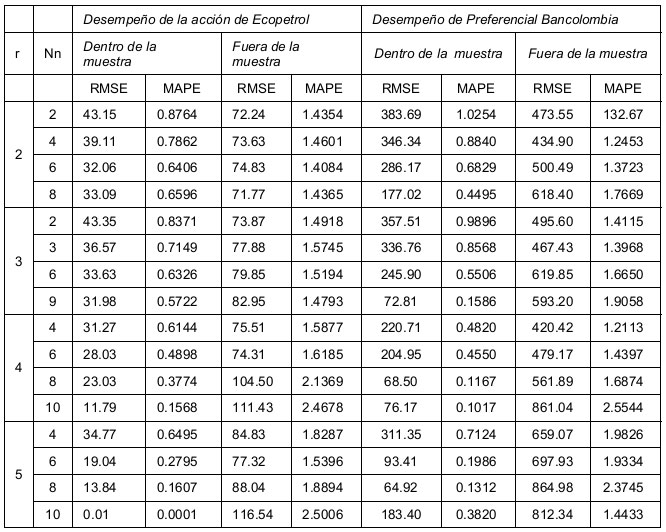 Desempeño de la acción de Ecopetrol Desempeño de Preferencial Bancolombia
r Nn Dentro de la muestra Fuera de la muestra Dentro de la muestra Fuera de la muestra
RMSE MAPE RMSE MAPE RMSE MAPE RMSE MAPE
2 2 43.15 0.8764 72.24 1.4354 383.69 1.0254 473.55 132.67
4 39.11 0.7862 73.63 1.4601 346.34 0.8840 434.90 1.2453
6 32.06 0.6406 74.83 1.4084 286.17 0.6829 500.49 1.3723
8 33.09 0.6596 71.77 1.4365 177.02 0.4495 618.40 1.7669
3 2 43.35 0.8371 73.87 1.4918 357.51 0.9896 495.60 1.4115
3 36.57 0.7149 77.88 1.5745 336.76 0.8568 467.43 1.3968
6 33.63 0.6326 79.85 1.5194 245.90 0.5506 619.85 1.6650
9 31.98 0.5722 82.95 1.4793 72.81 0.1586 593.20 1.9058
4 4 31.27 0.6144 75.51 1.5877 220.71 0.4820 420.42 1.2113
6 28.03 0.4898 74.31 1.6185 204.95 0.4550 479.17 1.4397
8 23.03 0.3774 104.50 2.1369 68.50 0.1167 561.89 1.6874
10 11.79 0.1568 111.43 2.4678 76.17 0.1017 861.04 2.5544
5 4 34.77 0.6495 84.83 1.8287 311.35 0.7124 659.07 1.9826
6 19.04 0.2795 77.32 1.5396 93.41 0.1986 697.93 1.9334
8 13.84 0.1607 88.04 1.8894 64.92 0.1312 864.98 2.3745
10 0.01 0.0001 116.54 2.5006 183.40 0.3820 812.34 1.4433